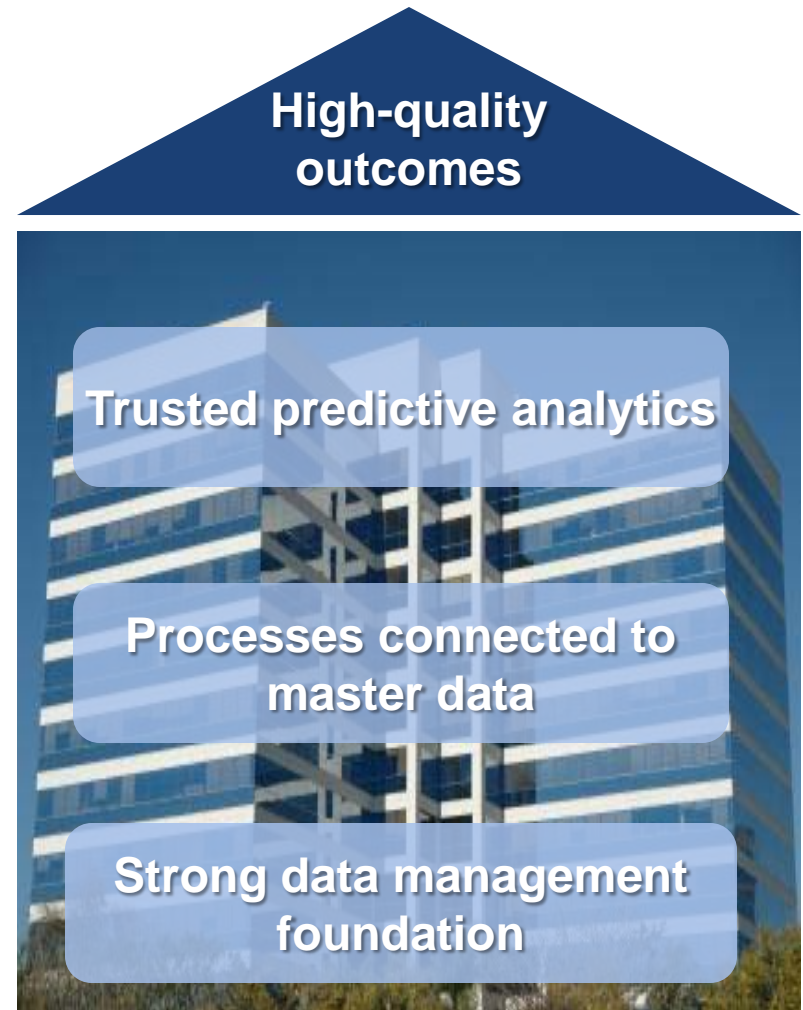 High-quality
outcomes
Trusted predictive analytics
Processes connected to
master data
Strong data management
foundation